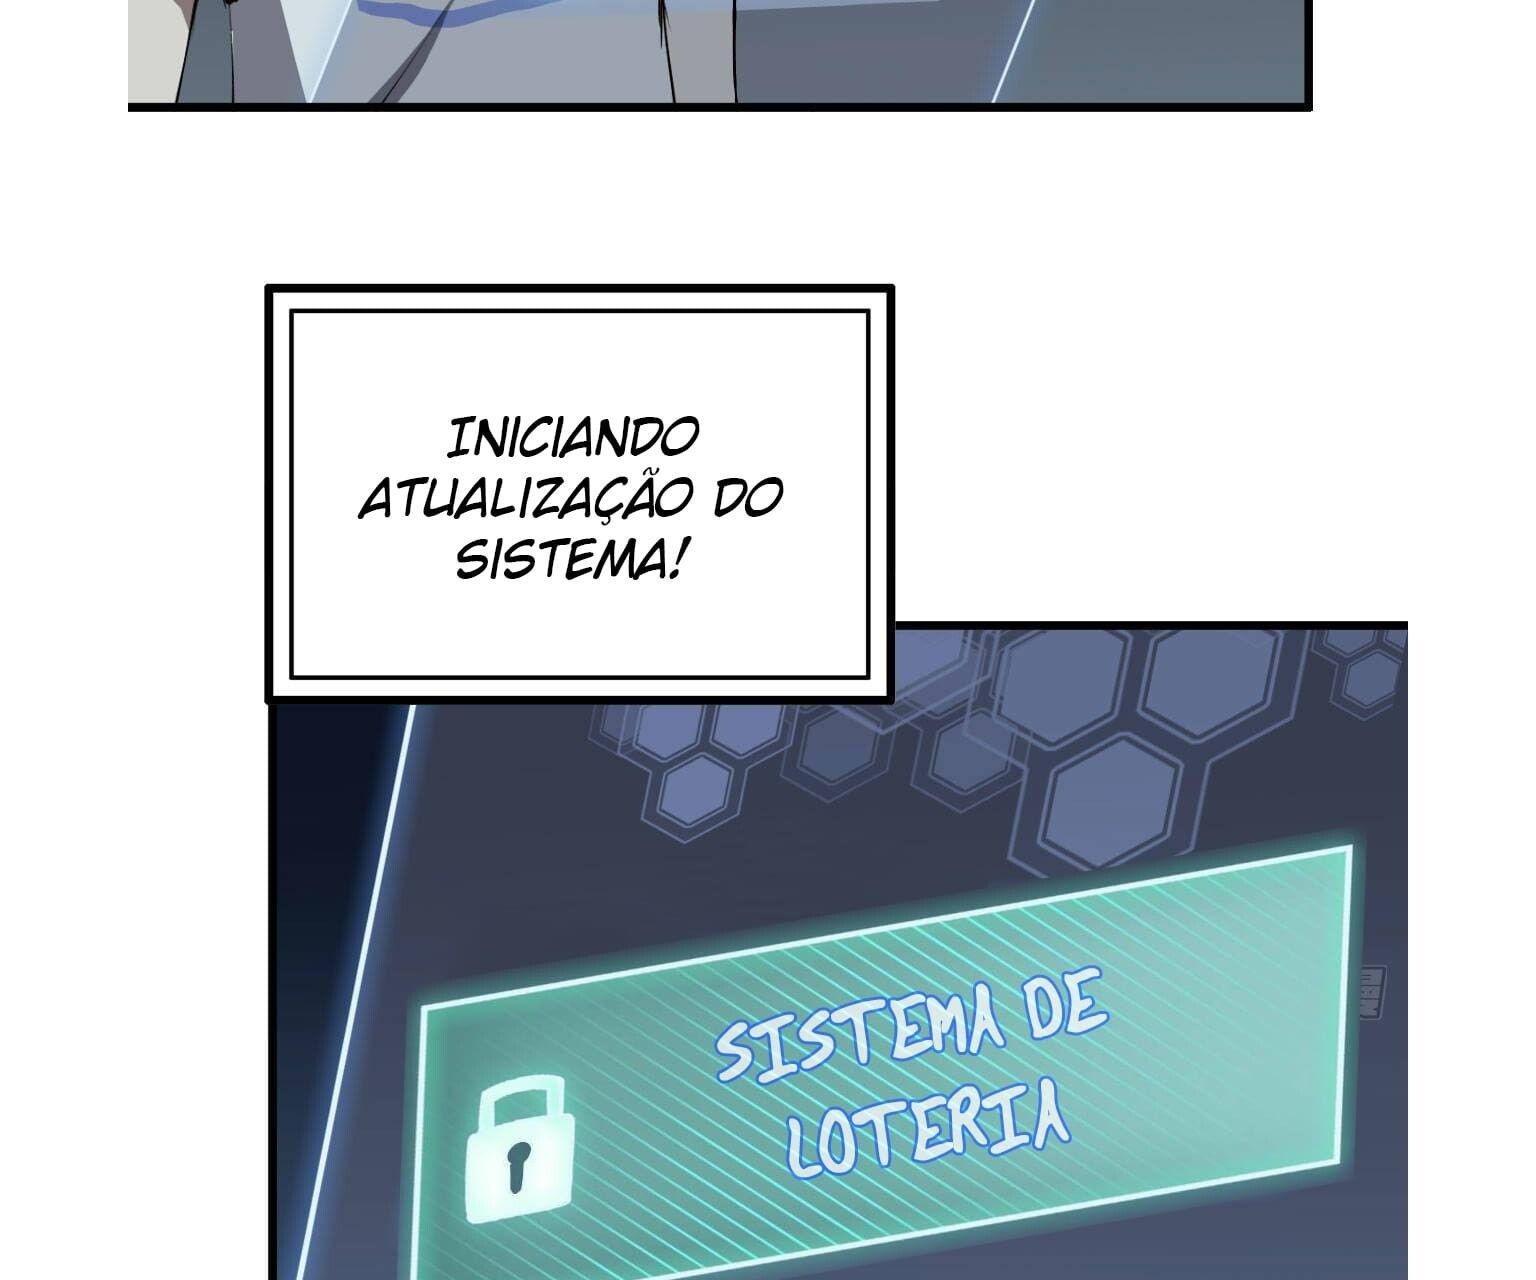 INICIANDO
ATUALIZAÇÃO DO
SISTEMA!
SISTEMA DE
LOTERIA